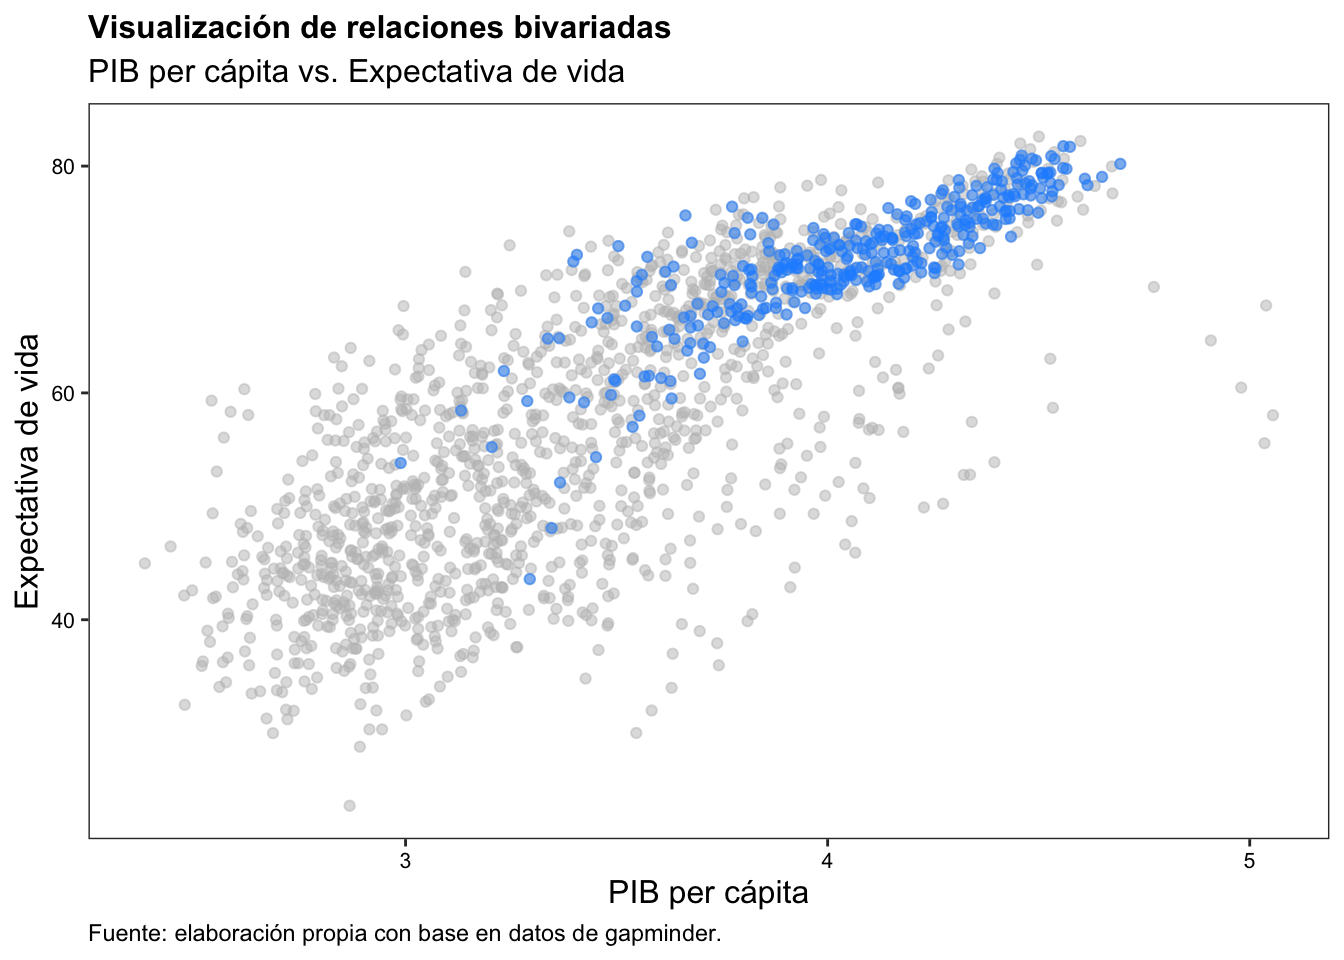 Visualización de relaciones bivariadas
PIB per cápita vs. Expectativa de vida
80
60
40
Expectativa de vida
3
4
5
PIB per cápita
Fuente: elaboración propia con base en datos de gapminder.